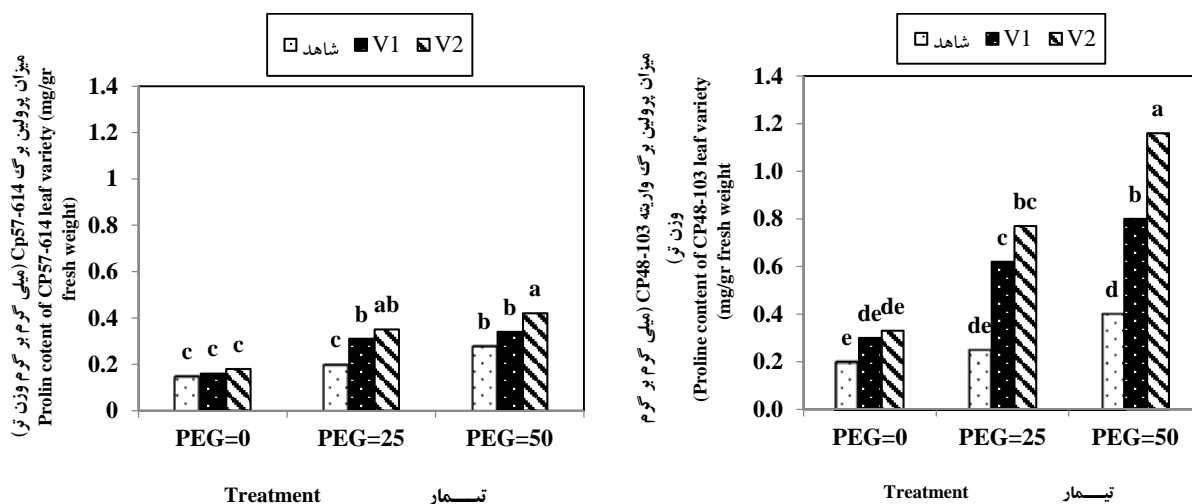 شاهد V1 V2
میزان پرولین برگ Cp57-614 (میلی گرم بر گرم وزن تر)
Prolin cotent of CP57-614 leaf variety (mg/gr
fresh weight)
1.4
1.2
1
0.8
0.6
0.4
0.2
0
c c c
c b ab
b b a
PEG=0 PEG=25 PEG=50
Treatment تیـــمار
شاهد V1 V2
میزان پرولین برگ واریته CP48-103 (میلی گرم بر گرم
وزن تر)
(Proline content of CP48-103 leaf variety
mg/gr fresh weight)
1.4
1.2
1.0
0.8
0.6
0.4
0.2
0.0
e de de
de c bc
d b a
PEG=0 PEG=25 PEG=50
Treatment تیـــمار